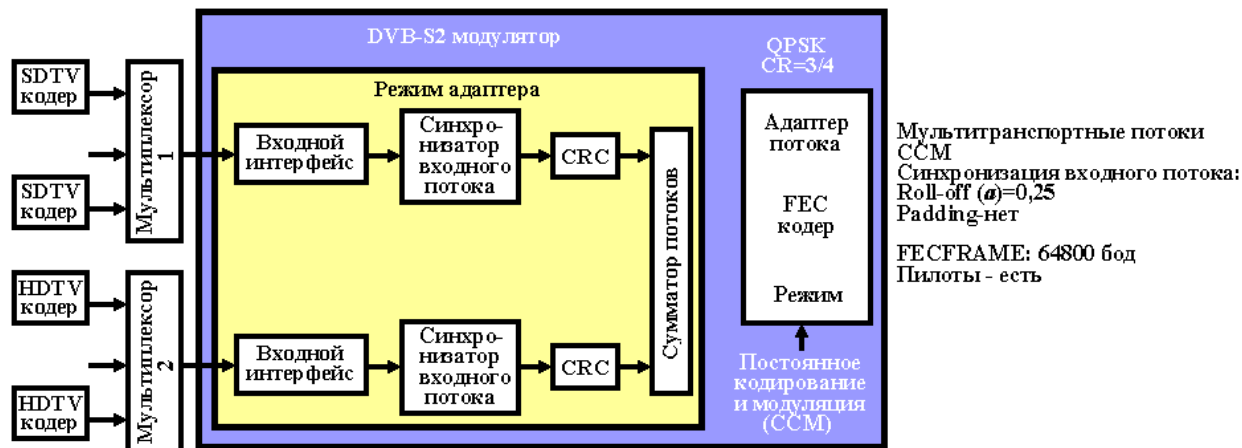 DVB-S2 модулятор
QPSK
CR=3/4
SDTV
кодер
SDTV
кодер
Мультиплексор
1
Режим адаптера
Входной
интерфейс
Синхро-
низатор
входного
потока
CRC
Сумматор потоков
Адаптер
потока
FEC
кодер
Режим
Мультитранспортные потоки
CCM
Синхронизация входного потока:
Roll-off (a)=0,25
Padding-нет
FECFRAME: 64800 бод
Пилоты - есть
HDTV
кодер
HDTV
кодер
Мультиплексор
2
Входной
интерфейс
Синхро-
низатор
входного
потока
CRC
Постоянное
кодирование
и модуляция
(CCM)